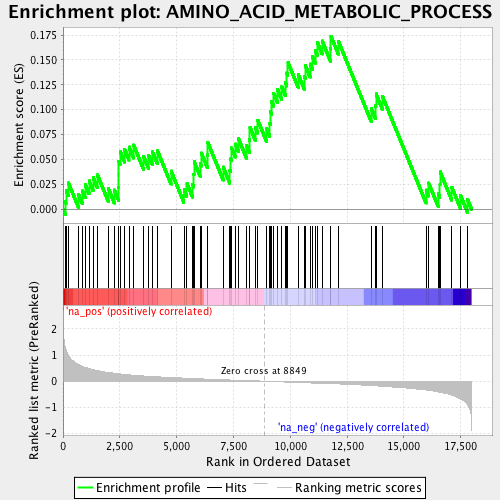 Enrichment plot: AMINO_ACID_METABOLIC_PROCESS
Enrichment score (ES)
0.175
0.150
0.125
0.100
0.075
0.050
0.025
0.000
'na_pos' (positively correlated)
Ranked list metric (PreRanked)
2
1
0
-1
-2
Zero cross at 8849
'na_neg' (negatively correlated)
0
2,500
5,000
7,500
10,000
12,500
15,000
17,500
Rank in Ordered Dataset
Enrichment profile
Hits
Ranking metric scores